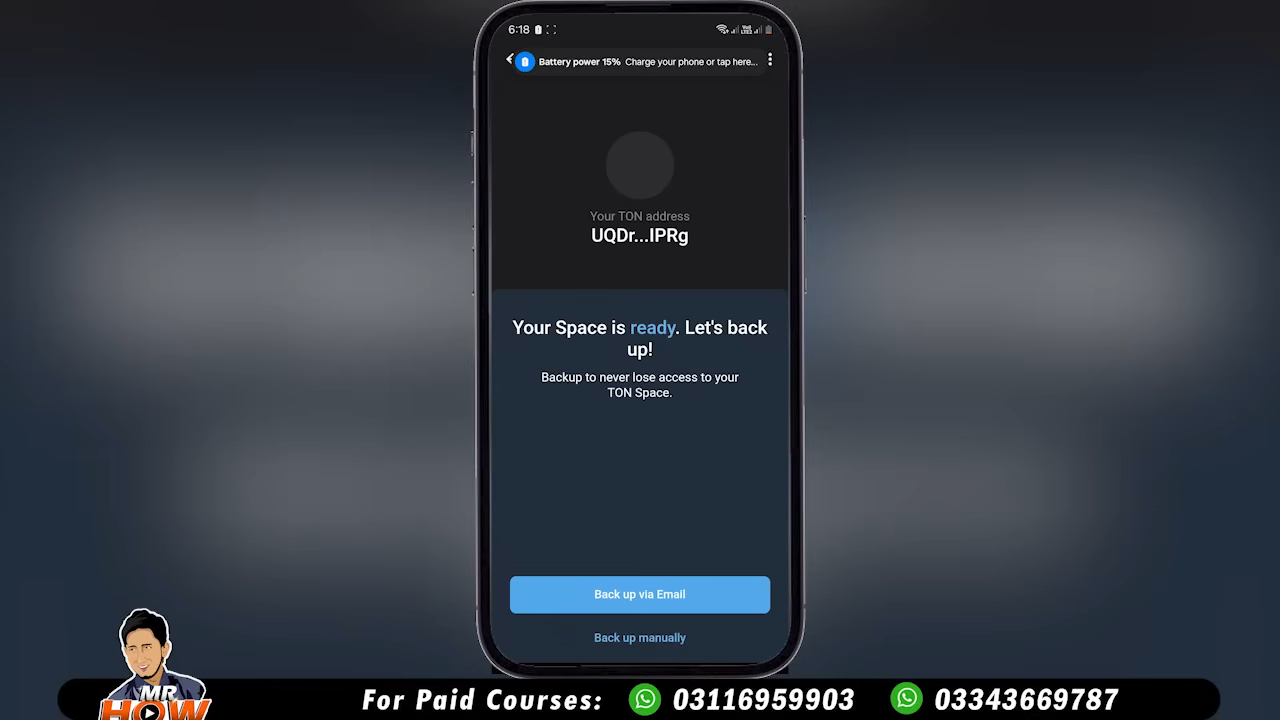 6:18
Battery power 15% Charge your phone or tap here...
Your TON address
UQDr...IPRg
Your Space is ready. Let's back
up!
Backup to never lose access to your
TON Space.
Back up via Email
Back up manually
MR
HOW
For Paid Courses: 03116959903 03343669787